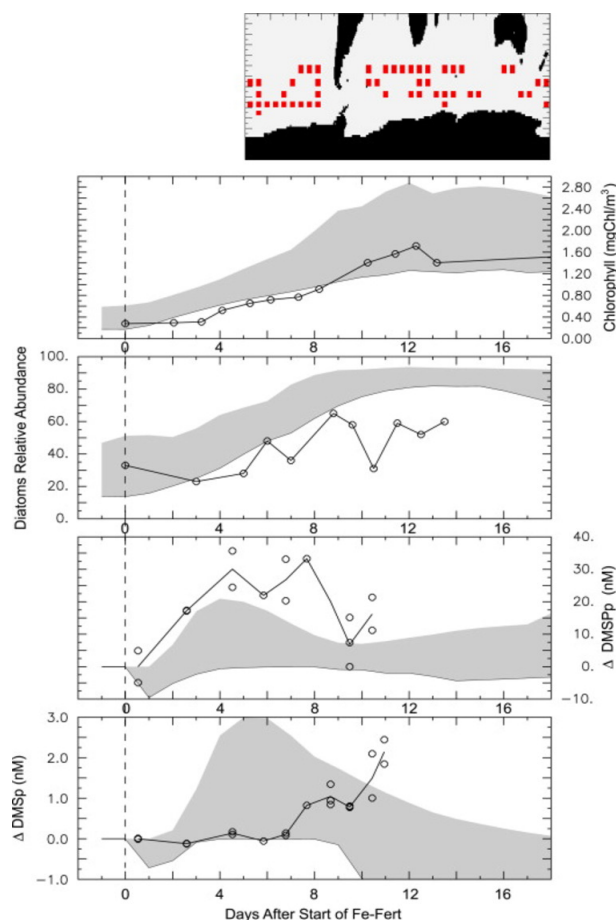 2.80
2.40
2.00
1.60
1.20
0.80
0.40
0.00
Chlorophyll (mgChl/m³)
0 4 8 12 16
100.
80.
60.
40.
20.
0.
Diatoms Relative Abundance
0 4 8 12 16
40.
30.
20.
10.
0.
−10.
Δ DMSPp (nM)
0 4 8 12 16
3.0
2.0
1.0
0.0
−1.0
Δ DMSp (nM)
0 4 8 12 16
Days After Start of Fe-Fert